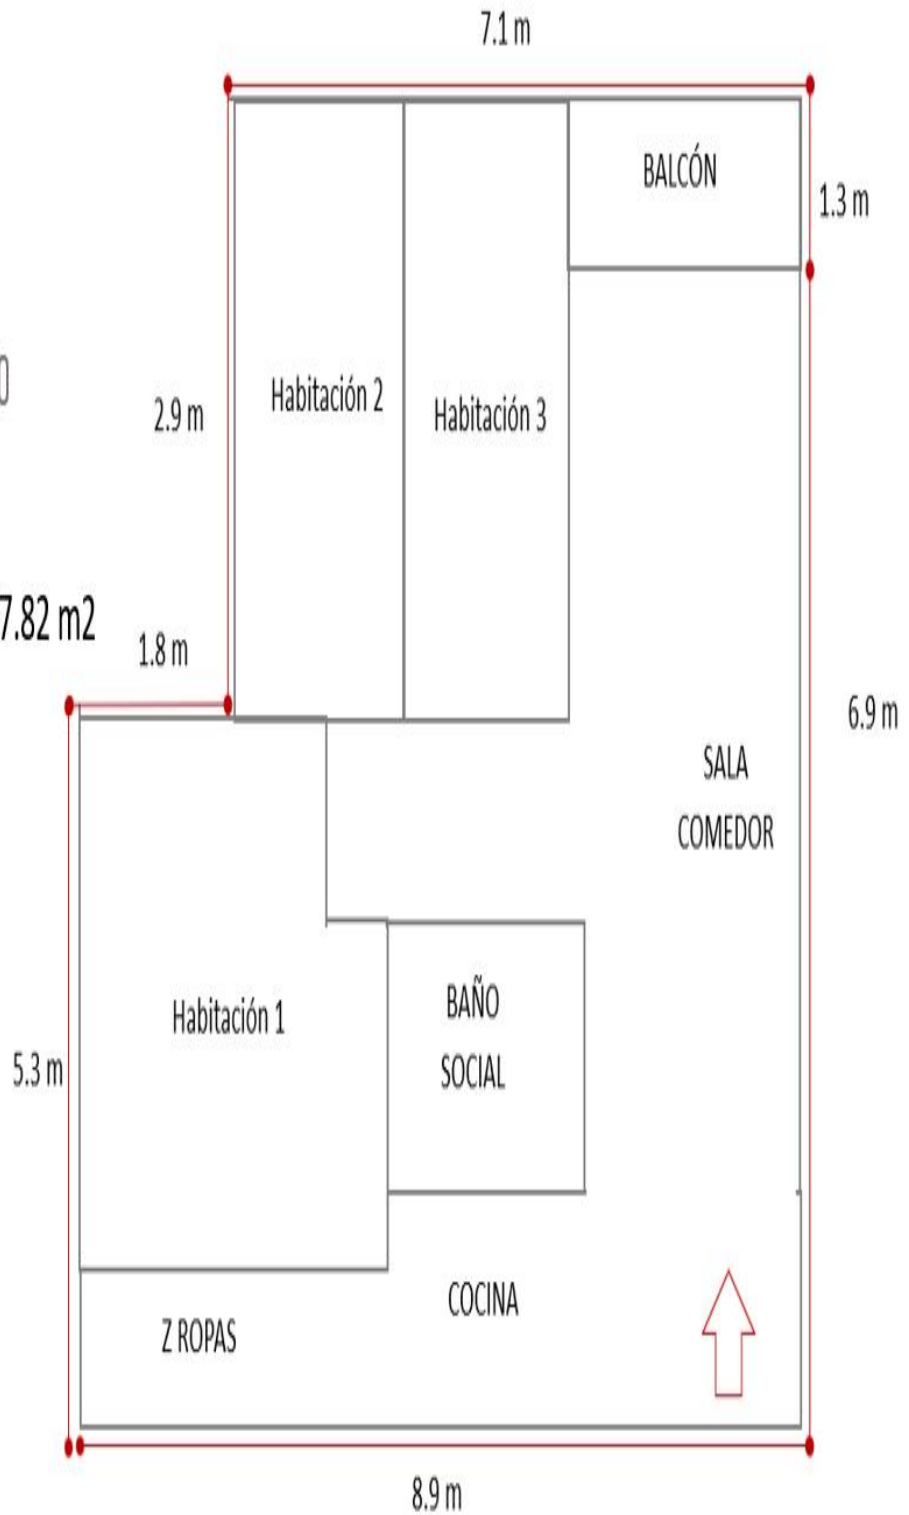 7.1 m
BALCÓN
1.3 m
Habitación 2
Habitación 3
2.9 m
7.82 m2
1.8 m
6.9 m
SALA
COMEDOR
Habitación 1
BAÑO
SOCIAL
5.3 m
COCINA
Z ROPAS
8.9 m